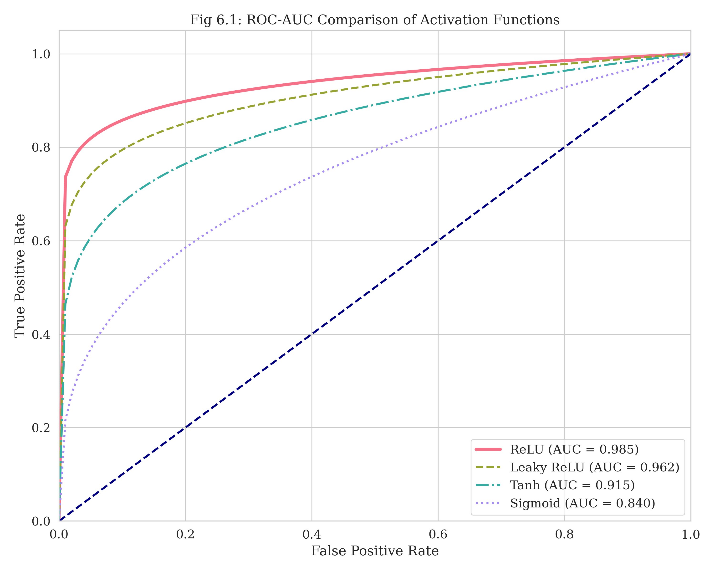 Fig 6.1: ROC-AUC Comparison of Activation Functions
True Positive Rate
1.0
0.8
0.6
0.4
0.2
0.0
0.0 0.2 0.4 0.6 0.8 1.0
False Positive Rate
ReLU (AUC = 0.985)
Leaky ReLU (AUC = 0.962)
Tanh (AUC = 0.915)
Sigmoid (AUC = 0.840)